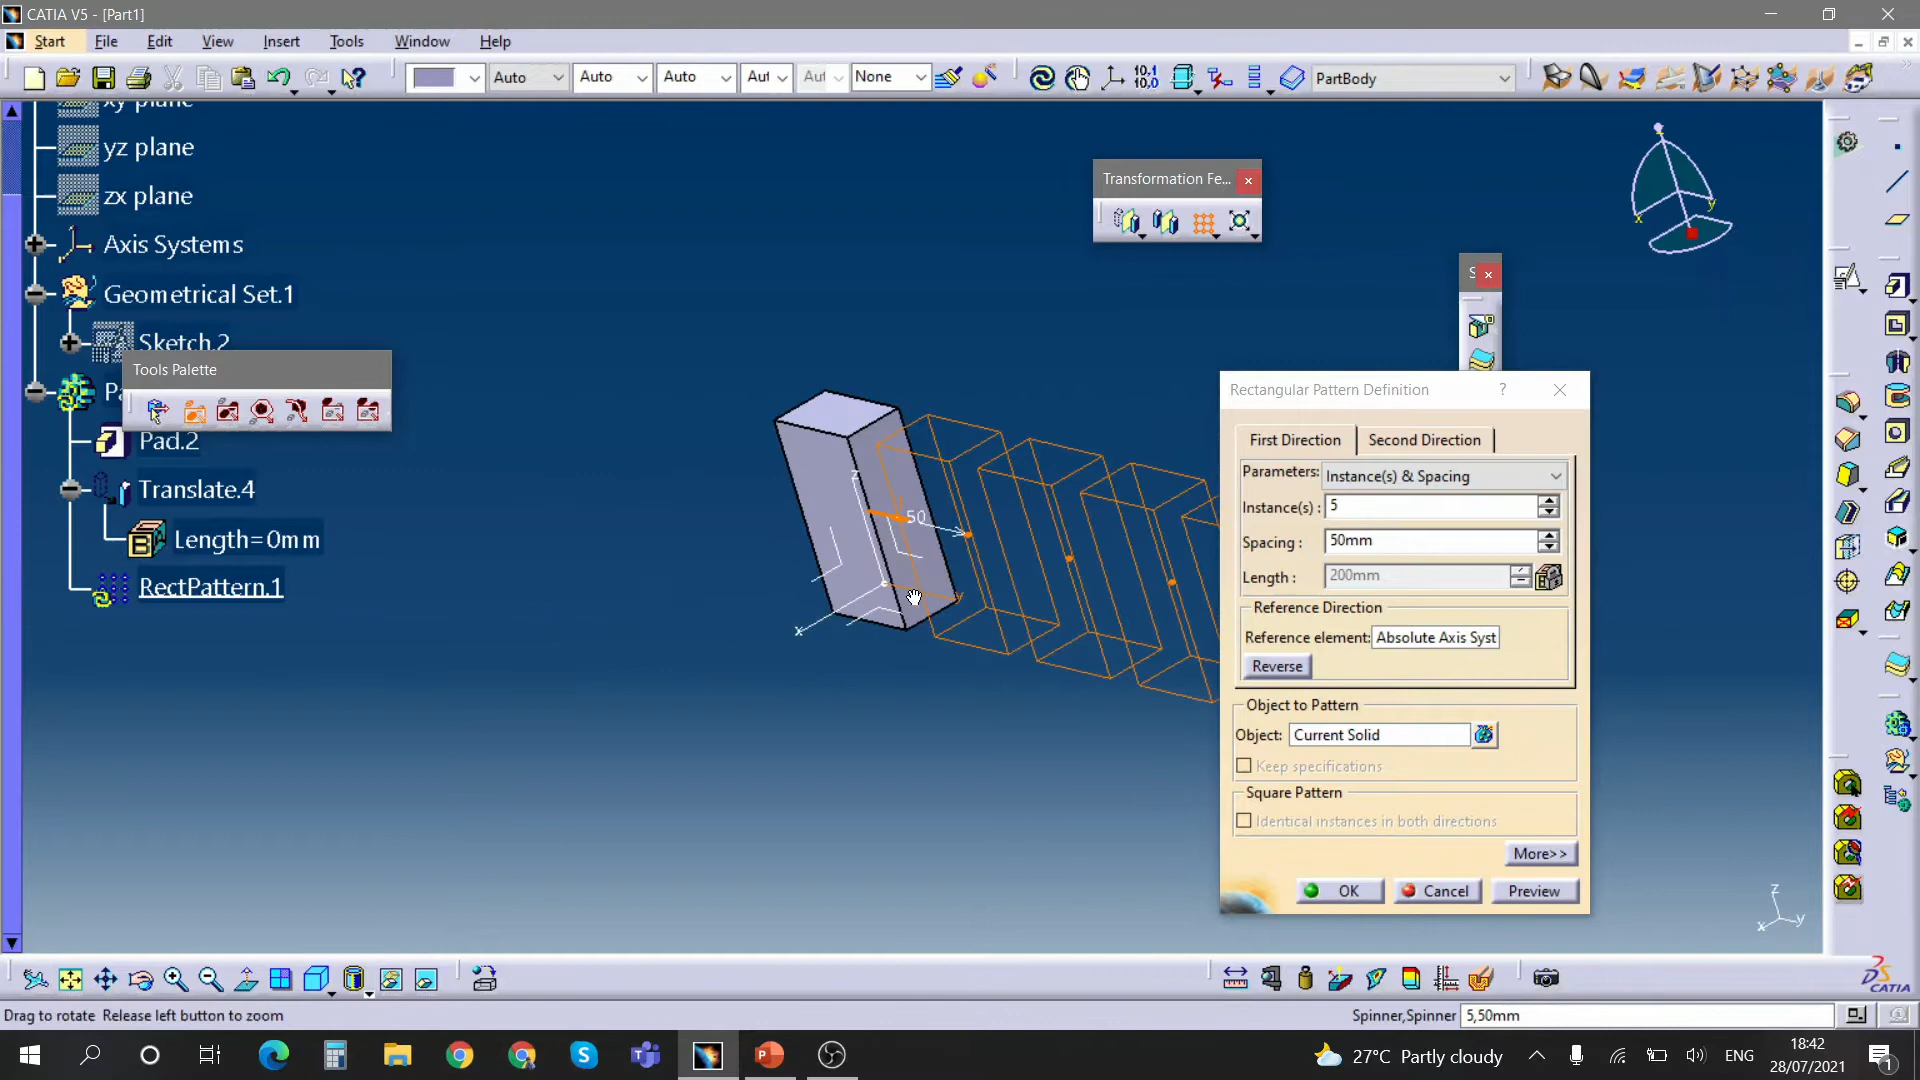 CATIA V5 - [Part1]
Start File Edit View Insert Tools Window Help
Auto Auto Auto Aut Aut None PartBody
xy plane
yz plane
zx plane
Axis Systems
Geometrical Set.1
Sketch.2
Tools Palette
Pad.2
Translate.4
Length=0mm
RectPattern.1
Transformation Fe...
S
x
y
z
50
x
y
Rectangular Pattern Definition ?
First Direction Second Direction
Parameters: Instance(s) & Spacing
Instance(s) : 5
Spacing : 50mm
Length : 200mm
Reference Direction
Reference element: Absolute Axis Syst
Reverse
Object to Pattern
Object: Current Solid
Keep specifications
Square Pattern
Identical instances in both directions
More>>
OK Cancel Preview
z
x y
DS CATIA
Drag to rotate Release left button to zoom
Spinner,Spinner 5,50mm
27°C Partly cloudy
ENG
18:42
28/07/2021
1